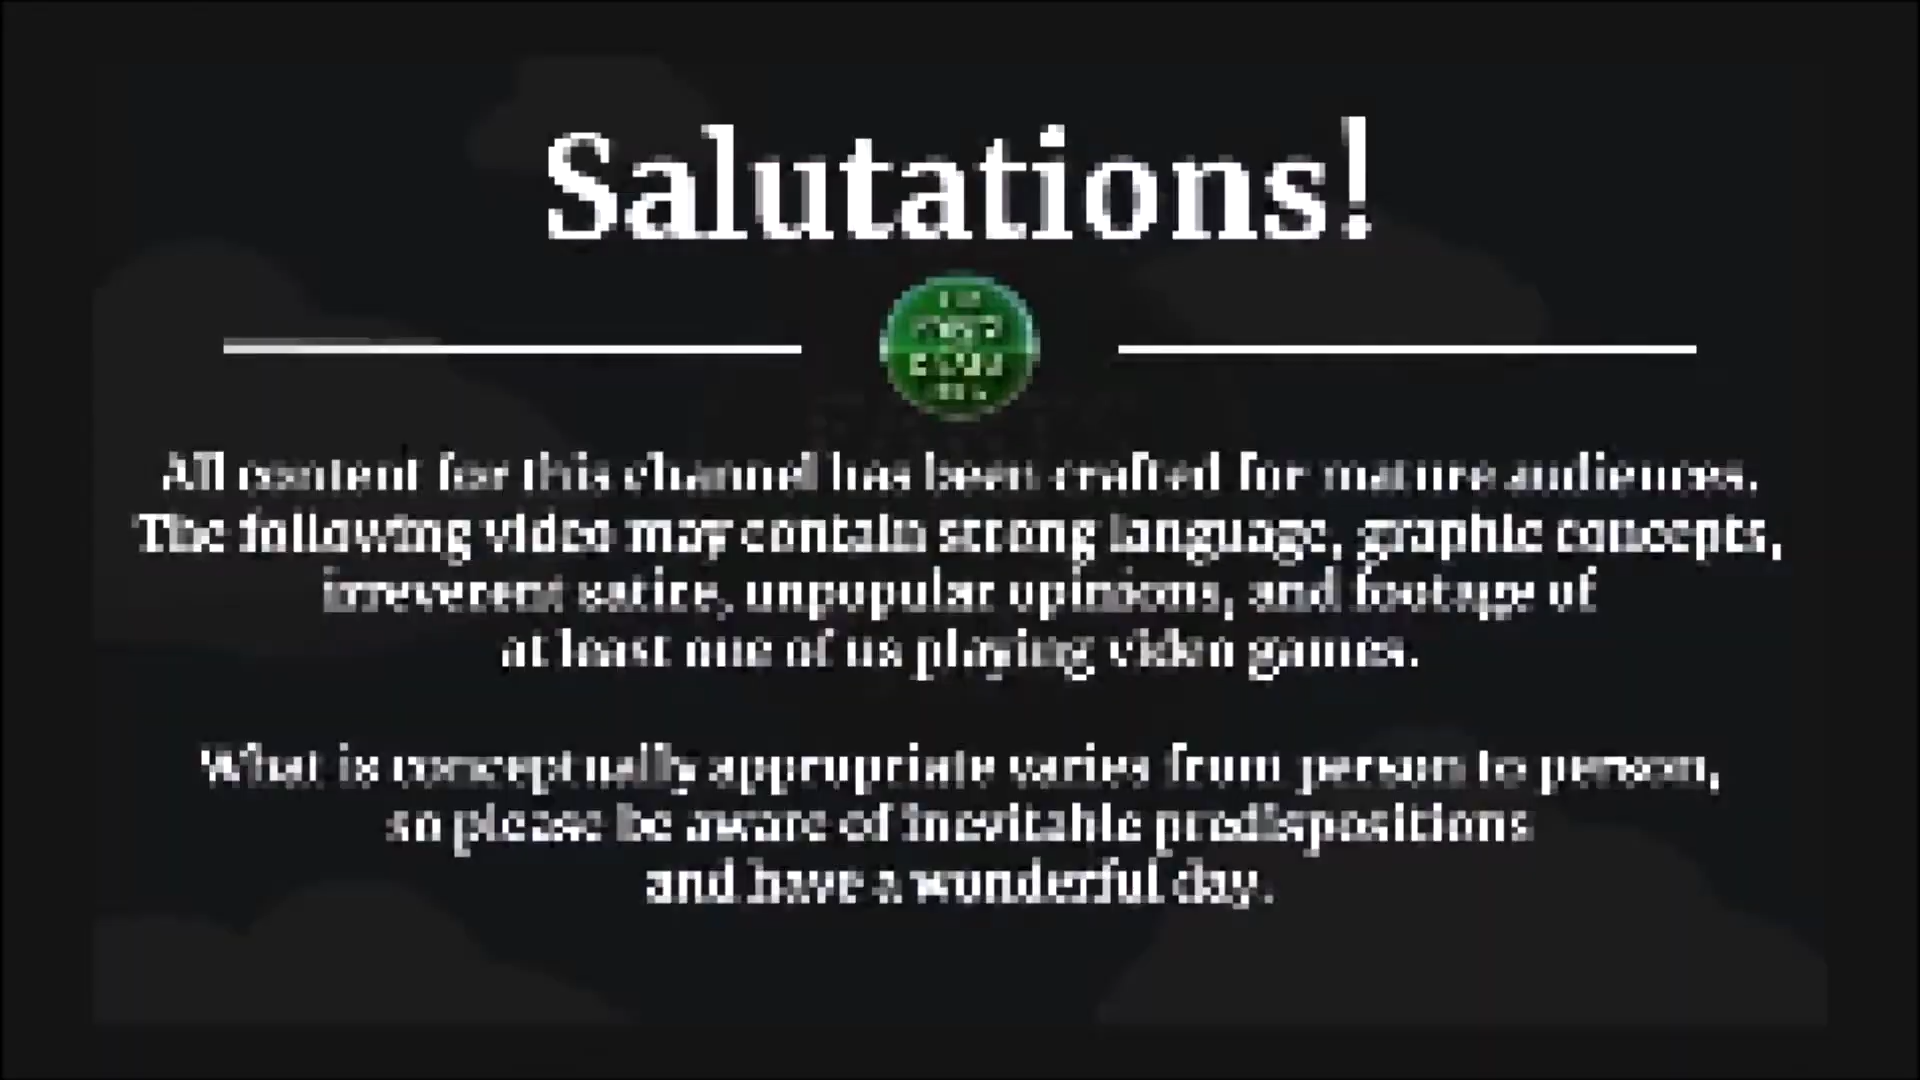 Salutations!
All content for this channel has been crafted for mature audiences.
The following video may contain strong language, graphic concepts,
irreverent satire, unpopular opinions, and footage of
at least one of us playing video games.
What is conceptually appropriate varies from person to person,
so please be aware of inevitable predispositions
and have a wonderful day.